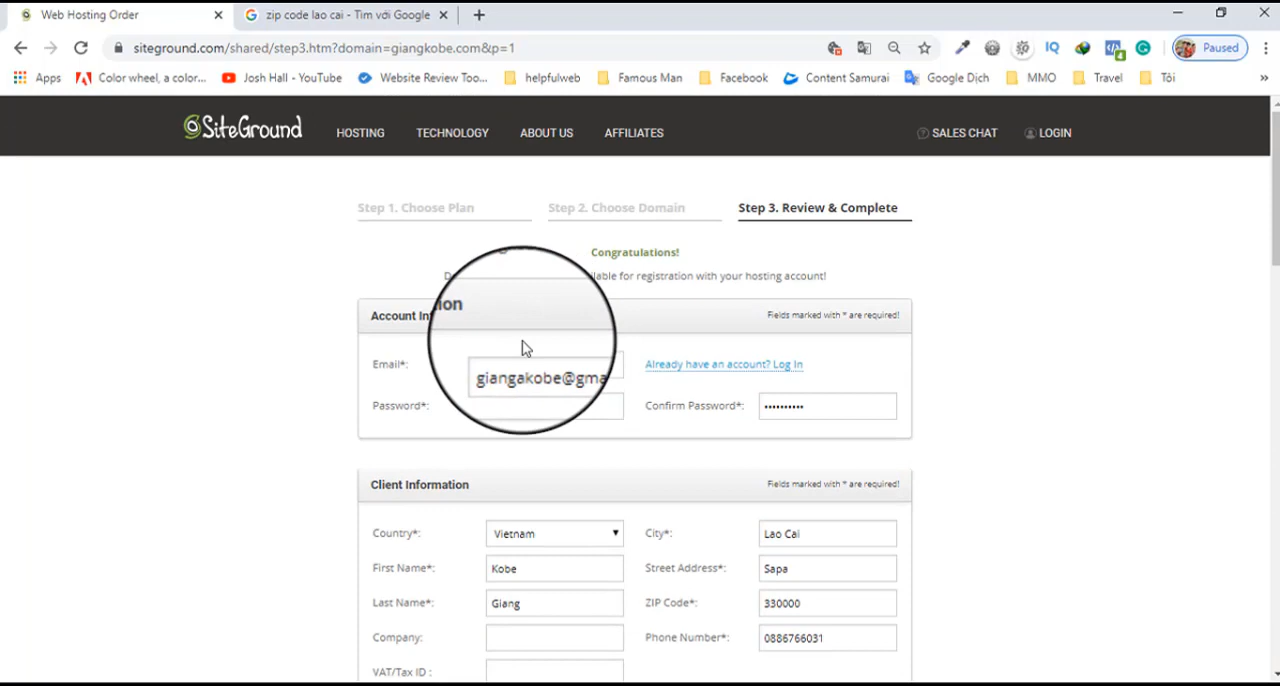 Web Hosting Order
zip code lao cai - Tìm với Google
siteground.com/shared/step3.htm?domain=giangkobe.com&p=1
IQ
4
Paused
Apps
Color wheel, a color...
Josh Hall - YouTube
Website Review Too...
helpfulweb
Famous Man
Facebook
Content Samurai
Google Dịch
MMO
Travel
Tôi
»
SiteGround
HOSTING
TECHNOLOGY
ABOUT US
AFFILIATES
SALES CHAT
LOGIN
Step 1. Choose Plan
Step 2. Choose Domain
Step 3. Review & Complete
Congratulations!
lable for registration with your hosting account!
Account In
ion
Fields marked with * are required!
Email*:
giangakobe@gma
Already have an account? Log In
Password*:
Confirm Password*:
••••••••••
Client Information
Fields marked with * are required!
Country*:
Vietnam
City*:
Lao Cai
First Name*:
Kobe
Street Address*:
Sapa
Last Name*:
Giang
ZIP Code*:
330000
Company:
Phone Number*:
0886766031
VAT/Tax ID :